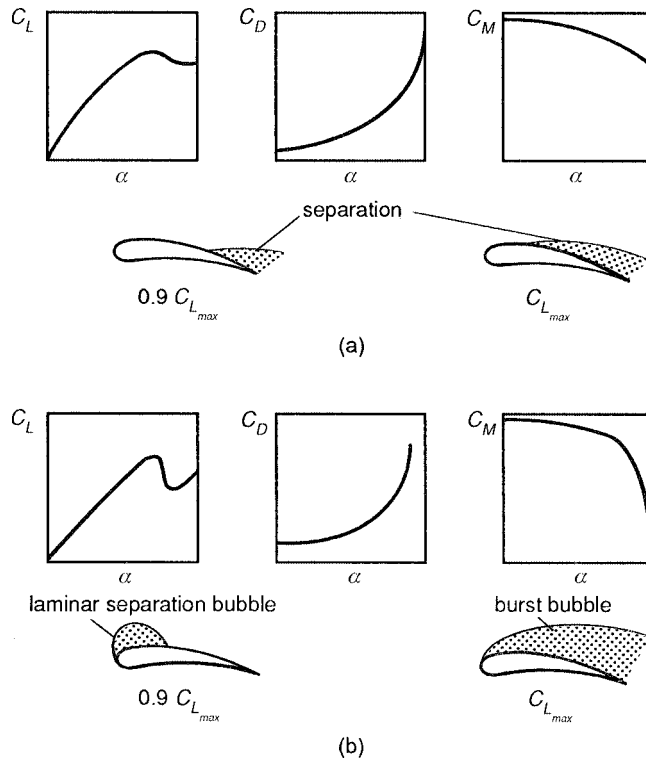 C_L C_D C_M
α α α
separation
0.9 C_L_max C_L_max
(a)
C_L C_D C_M
α α α
laminar separation bubble burst bubble
0.9 C_L_max C_L_max
(b)